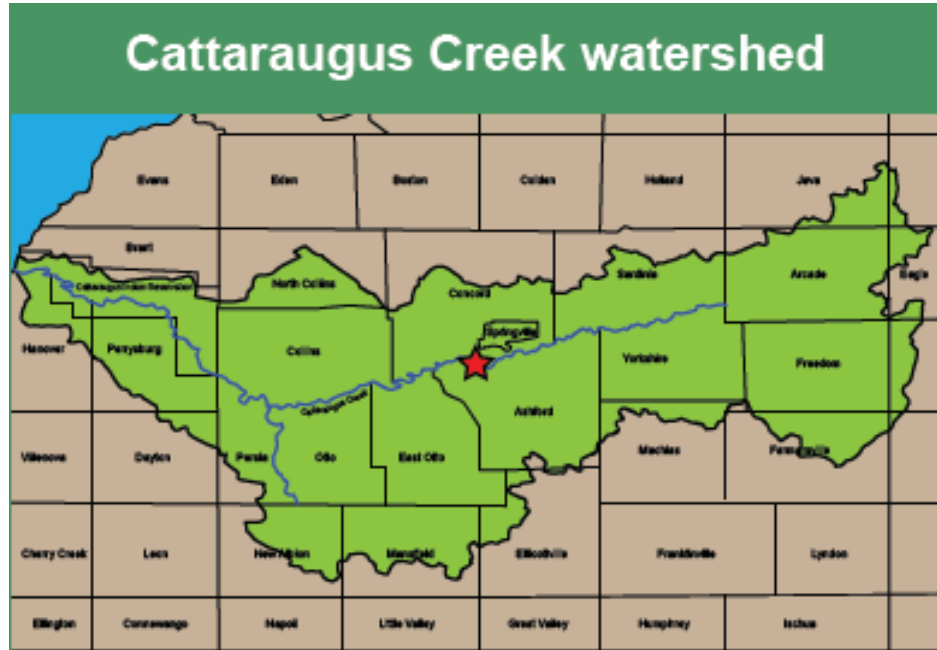 Cattaraugus Creek watershed
Evans
Eden
Boston
Colden
Holland
Java
Brant
Cattaraugus Indian Reservation
North Collins
Concord
Sardinia
Arcade
Eagle
Springville
Hanover
Perrysburg
Collins
Yorkshire
Freedom
Cattaraugus Creek
Ashford
Villenova
Dayton
Persia
Otto
East Otto
Machias
Farmersville
Cherry Creek
Leon
New Albion
Mansfield
Ellicottville
Franklinville
Lyndon
Ellington
Connewango
Napoli
Little Valley
Great Valley
Humphrey
Ischua